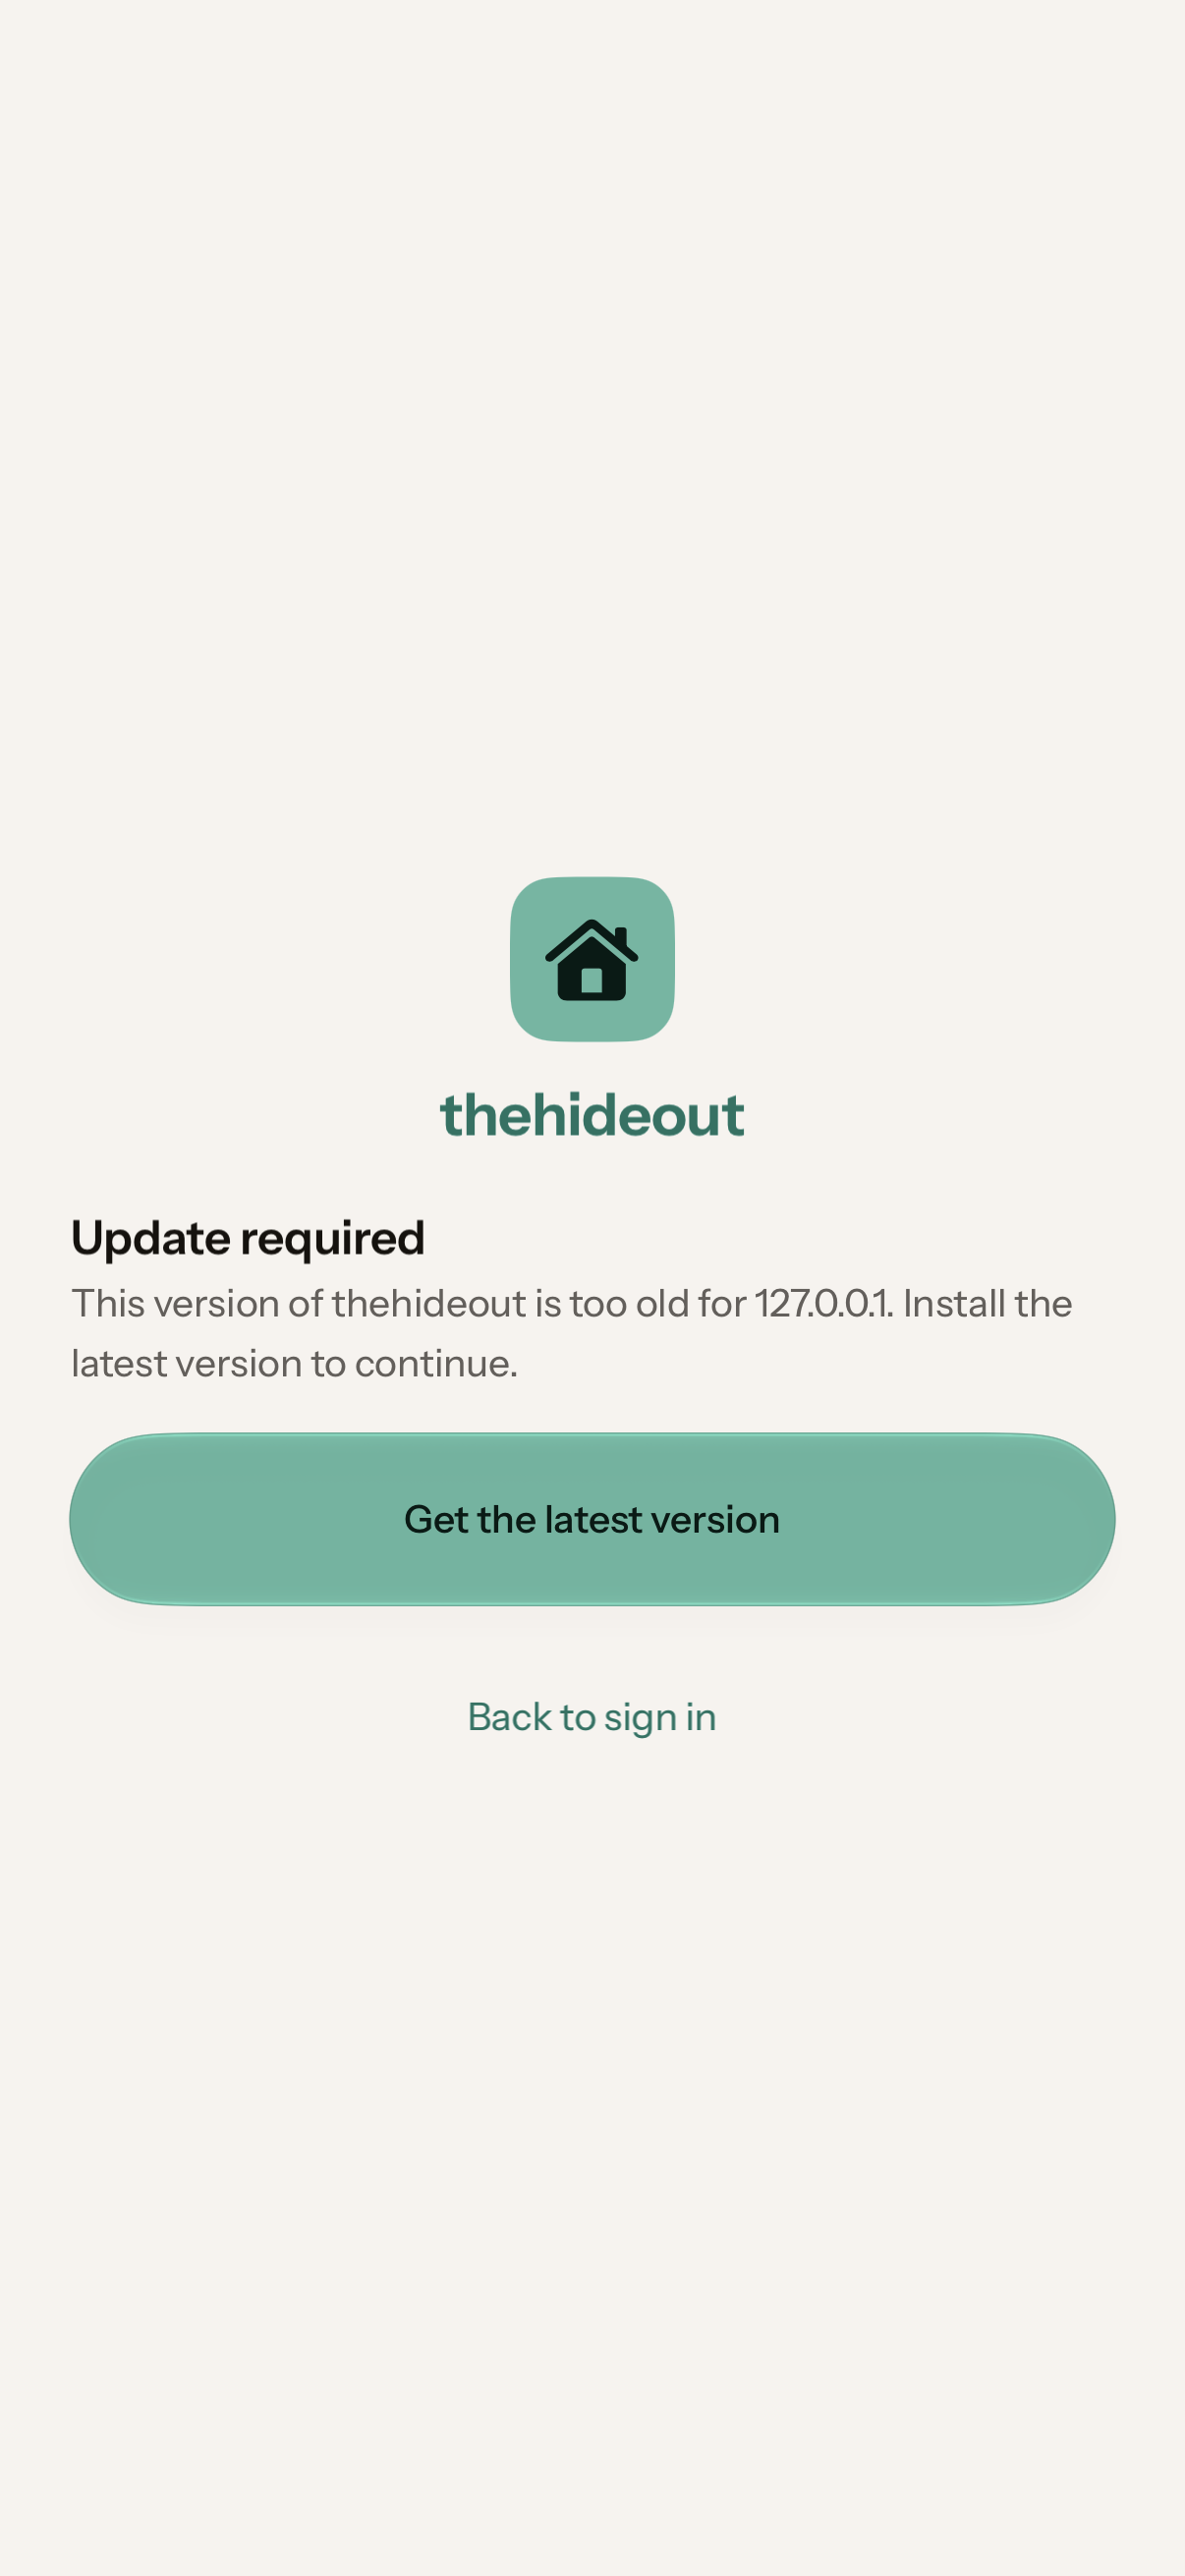 thehideout
Update required
This version of thehideout is too old for 127.0.0.1. Install the
latest version to continue.
Get the latest version
Back to sign in